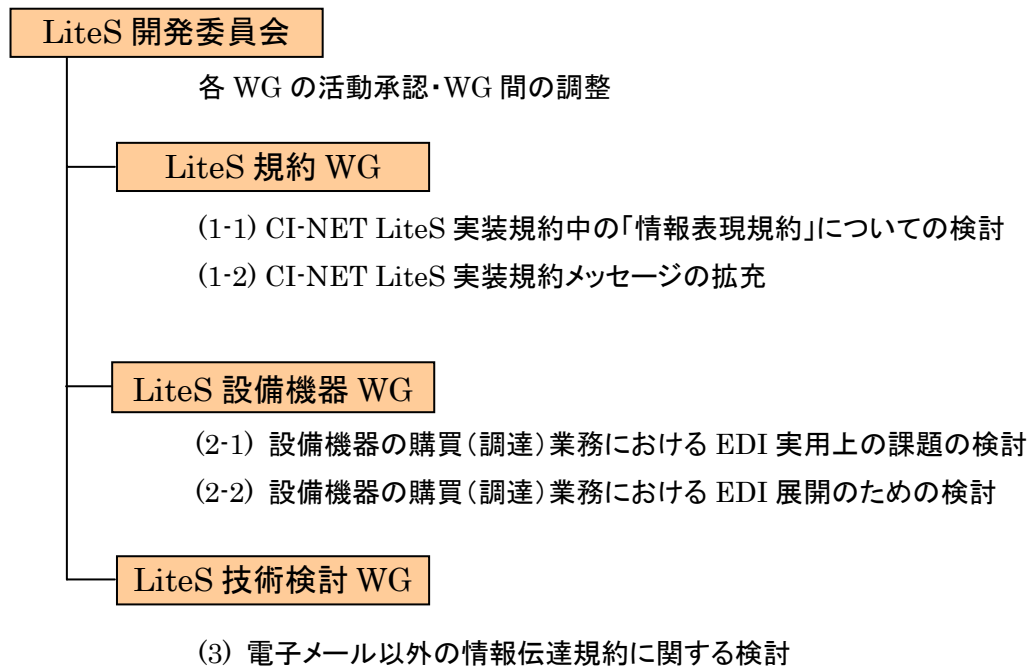 LiteS 開発委員会
各 WG の活動承認・WG 間の調整
LiteS 規約 WG
(1-1) CI-NET LiteS 実装規約中の「情報表現規約」についての検討
(1-2) CI-NET LiteS 実装規約メッセージの拡充
LiteS 設備機器 WG
(2-1) 設備機器の購買（調達）業務における EDI 実用上の課題の検討
(2-2) 設備機器の購買（調達）業務における EDI 展開のための検討
LiteS 技術検討 WG
(3) 電子メール以外の情報伝達規約に関する検討